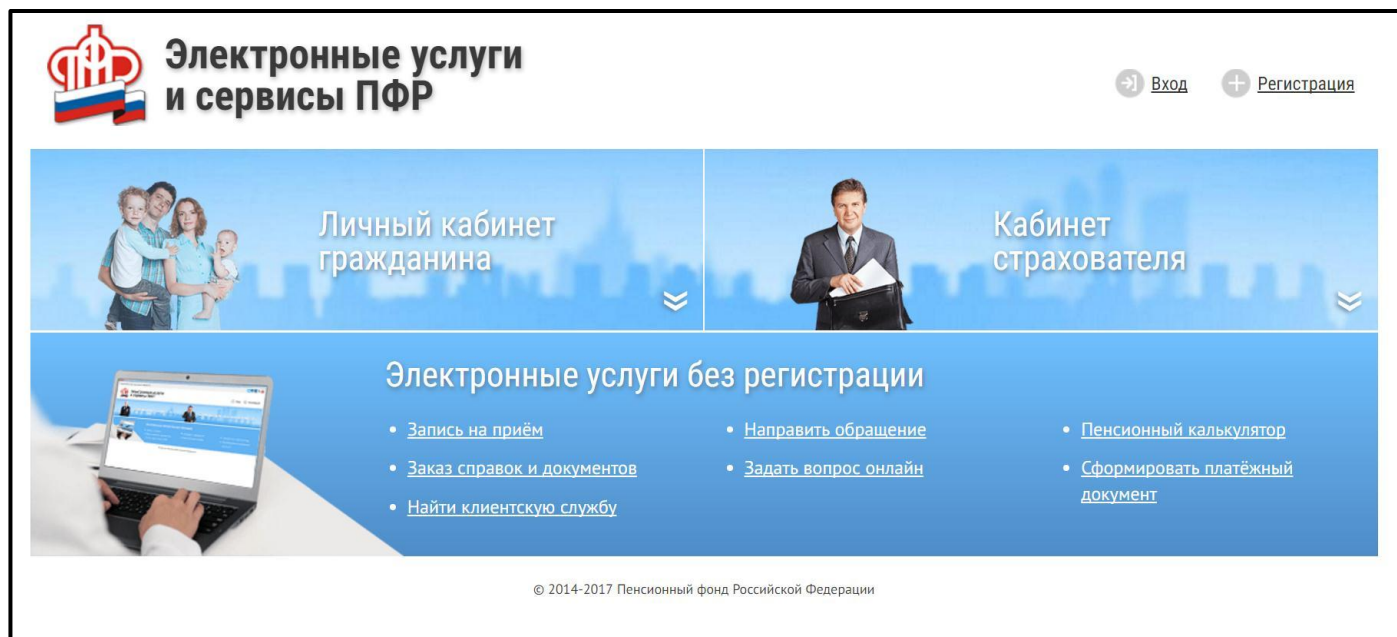 Электронные услуги
и сервисы ПФР
Вход
Регистрация
Личный кабинет
гражданина
Кабинет
страхователя
Электронные услуги без регистрации
Запись на приём
Заказ справок и документов
Найти клиентскую службу
Направить обращение
Задать вопрос онлайн
Пенсионный калькулятор
Сформировать платёжный
документ
© 2014-2017 Пенсионный фонд Российской Федерации